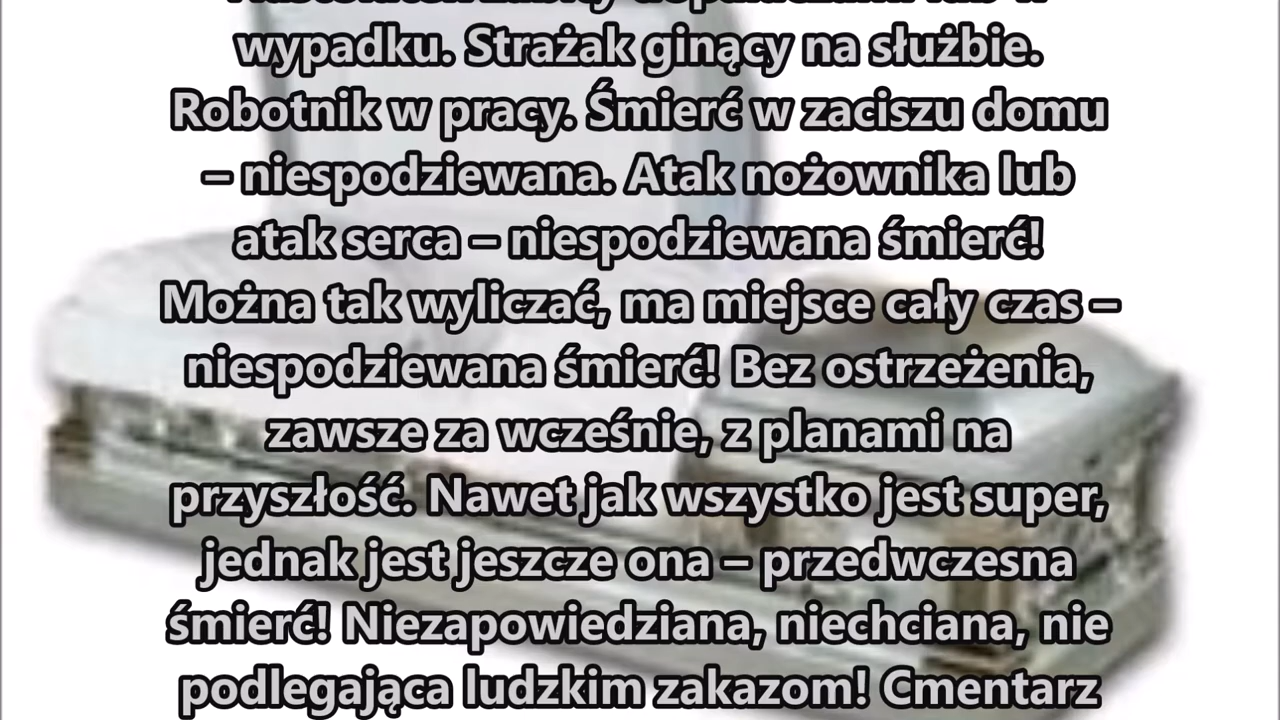 wypadku. Strażak ginący na służbie.
Robotnik w pracy. Śmierć w zaciszu domu
– niespodziewana. Atak nożownika lub
atak serca – niespodziewana śmierć!
Można tak wyliczać, ma miejsce cały czas –
niespodziewana śmierć! Bez ostrzeżenia,
zawsze za wcześnie, z planami na
przyszłość. Nawet jak wszystko jest super,
jednak jest jeszcze ona – przedwczesna
śmierć! Niezapowiedziana, niechciana, nie
podlegająca ludzkim zakazom! Cmentarz